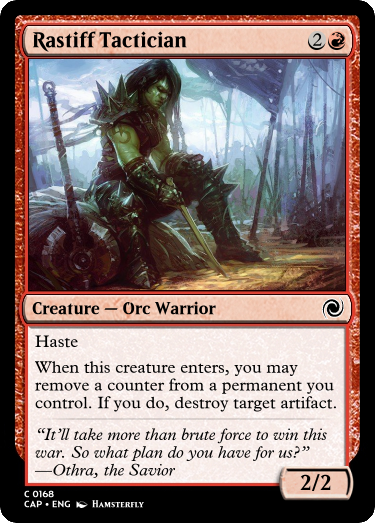 Rastiff Tactician 2
Creature — Orc Warrior
Haste
When this creature enters, you may
remove a counter from a permanent you
control. If you do, destroy target artifact.
“It’ll take more than brute force to win this
war. So what plan do you have for us?”
—Othra, the Savior
2/2
C 0168
CAP • ENG Hamsterfly